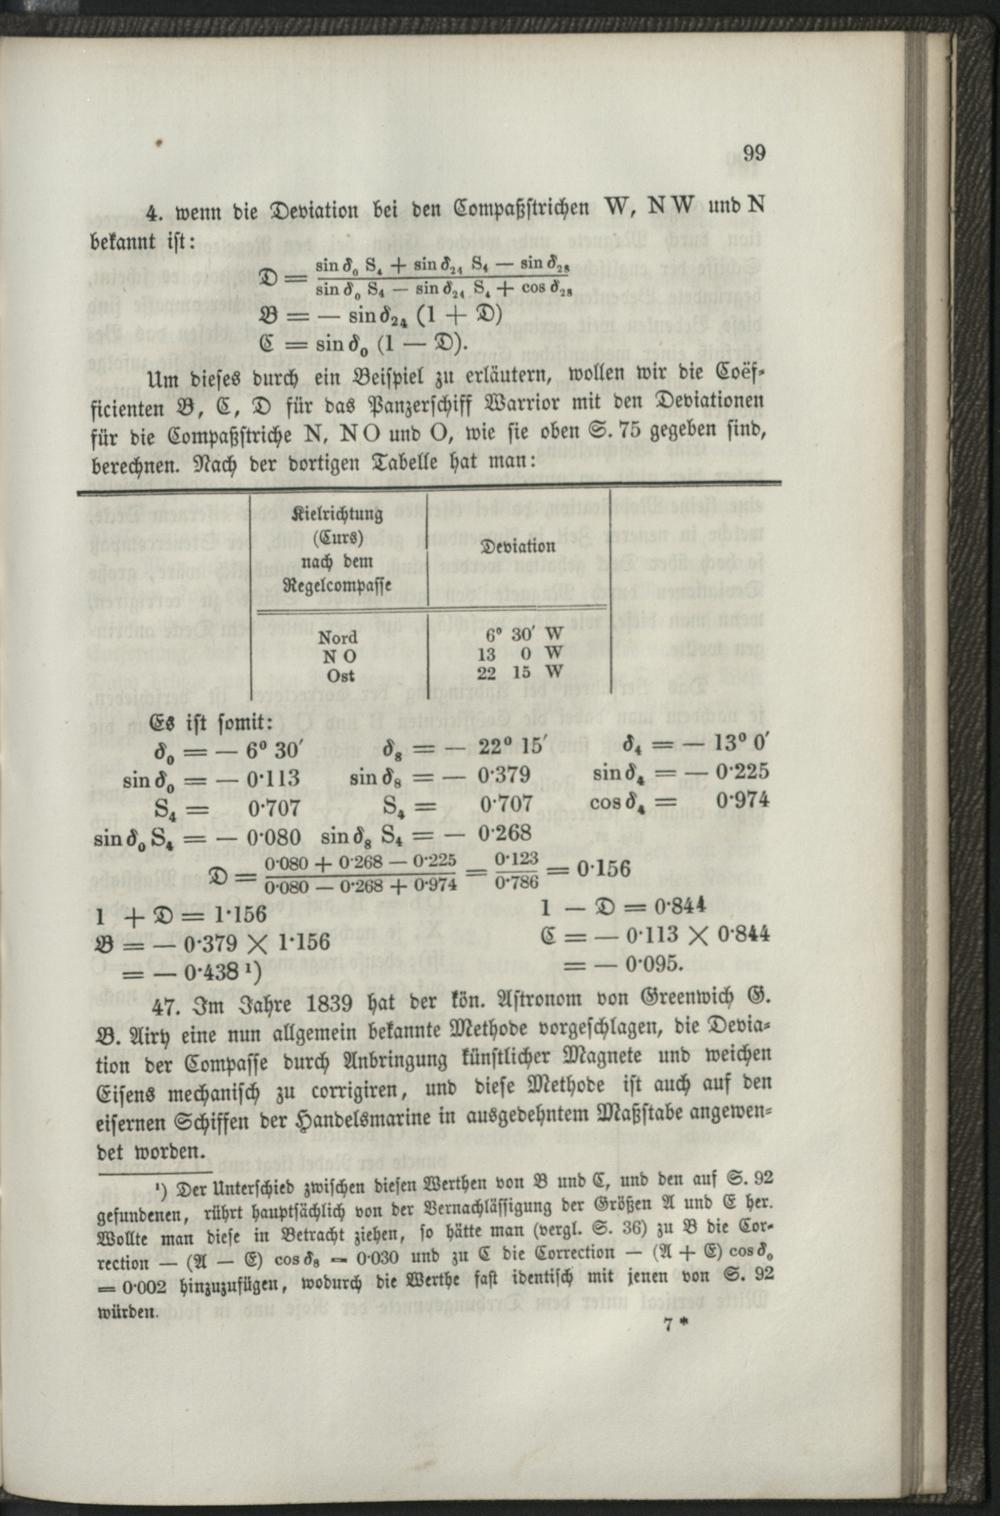 99
4. wenn die Deviation bei den Compaßstrichen W, NW und N
bekannt ist:
𝔇 = (sin δ₀ S₄ + sin δ₂₄ S₄ — sin δ₂₈) / (sin δ₀ S₄ — sin δ₂₄ S₄ + cos δ₂₈)
𝔅 = — sin δ₂₄ (1 + 𝔇)
ℭ = sin δ₀ (1 — 𝔇).
Um dieses durch ein Beispiel zu erläutern, wollen wir die Coëf-
ficienten 𝔅, ℭ, 𝔇 für das Panzerschiff Warrior mit den Deviationen
für die Compaßstriche N, NO und O, wie sie oben S. 75 gegeben sind,
berechnen. Nach der dortigen Tabelle hat man:
Kielrichtung
(Curs)
nach dem
Regelcompasse
Deviation
Nord 6° 30′ W
N O 13 0 W
Ost 22 15 W
Es ist somit:
δ₀ = — 6° 30′ δ₈ = — 22° 15′ δ₄ = — 13° 0′
sin δ₀ = — 0·113 sin δ₈ = — 0·379 sin δ₄ = — 0·225
S₄ = 0·707 S₄ = 0·707 cos δ₄ = 0·974
sin δ₀ S₄ = — 0·080 sin δ₈ S₄ = — 0·268
𝔇 = (0·080 + 0·268 — 0·225) / (0·080 — 0·268 + 0·974) = 0·123 / 0·786 = 0·156
1 + 𝔇 = 1·156 1 — 𝔇 = 0·844
𝔅 = — 0·379 × 1·156 ℭ = — 0·113 × 0·844
= — 0·438 ¹) = — 0·095.
47. Im Jahre 1839 hat der kön. Astronom von Greenwich G.
B. Airy eine nun allgemein bekannte Methode vorgeschlagen, die Devia-
tion der Compasse durch Anbringung künstlicher Magnete und weichen
Eisens mechanisch zu corrigiren, und diese Methode ist auch auf den
eisernen Schiffen der Handelsmarine in ausgedehntem Maßstabe angewen-
det worden.
¹) Der Unterschied zwischen diesen Werthen von 𝔅 und ℭ, und den auf S. 92
gefundenen, rührt hauptsächlich von der Vernachlässigung der Größen 𝔄 und 𝔈 her.
Wollte man diese in Betracht ziehen, so hätte man (vergl. S. 36) zu 𝔅 die Cor-
rection — (𝔄 — 𝔈) cos δ₈ = 0·030 und zu ℭ die Correction — (𝔄 + 𝔈) cos δ₀
= 0·002 hinzuzufügen, wodurch die Werthe fast identisch mit jenen von S. 92
würden.
7 *